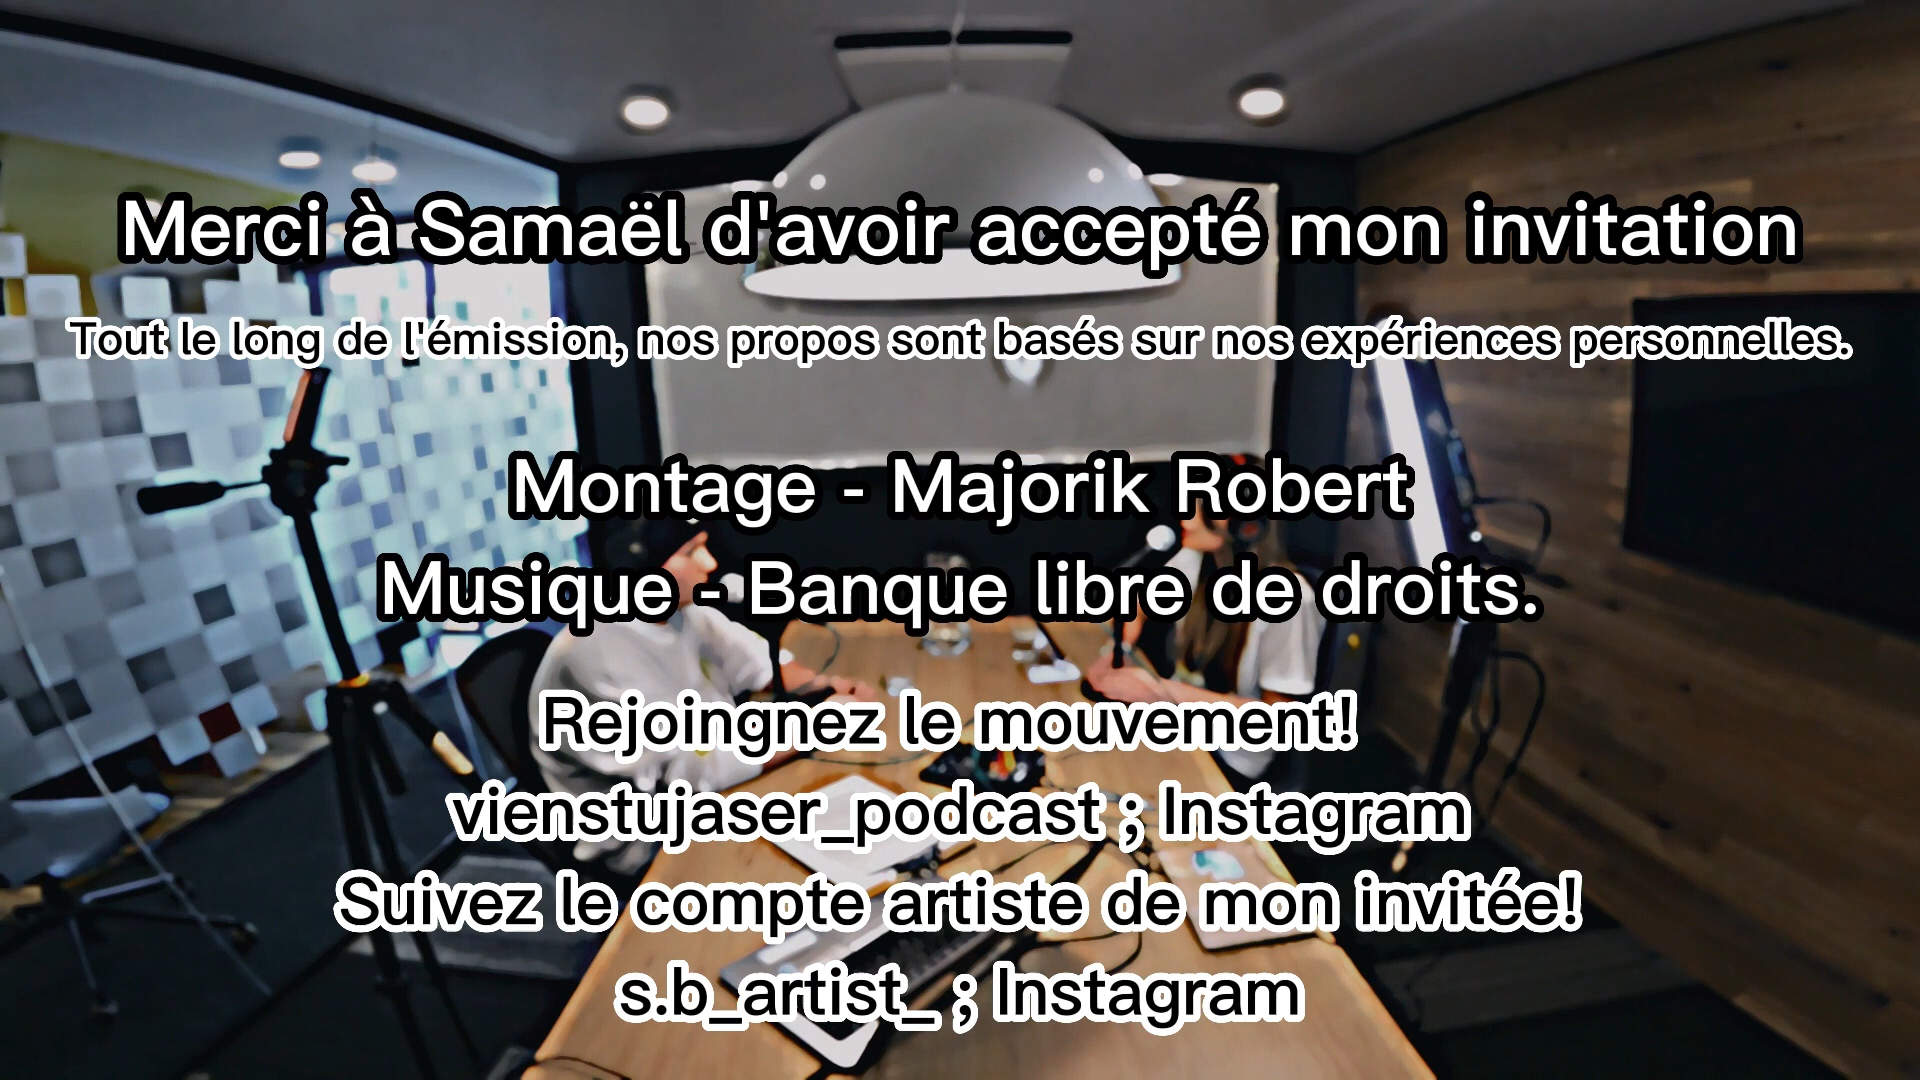 Merci à Samaël d'avoir accepté mon invitation
Tout le long de l'émission, nos propos sont basés sur nos expériences personnelles.
Montage - Majorik Robert
Musique - Banque libre de droits.
Rejoingnez le mouvement!
vienstujaser_podcast ; Instagram
Suivez le compte artiste de mon invitée!
s.b_artist_ ; Instagram